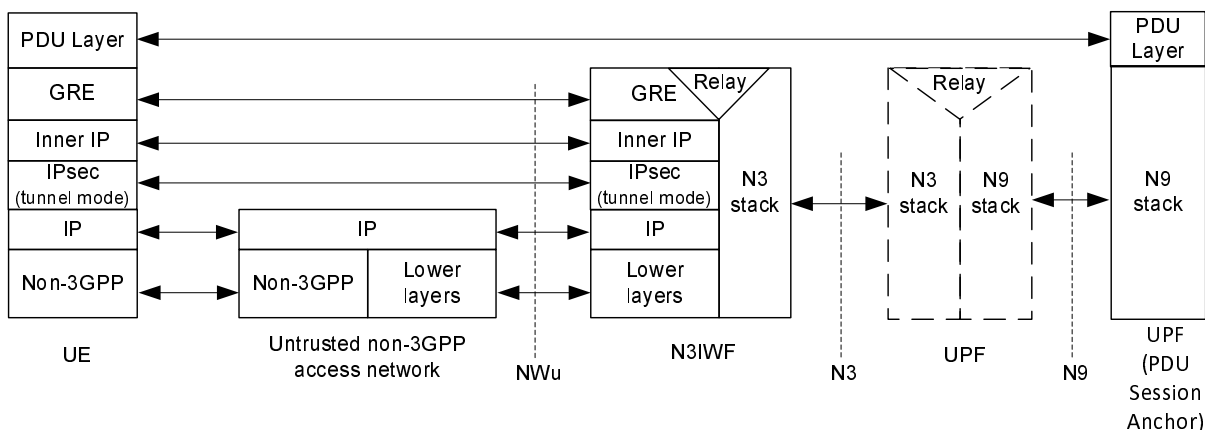 PDU Layer
PDU
Layer
GRE
GRE
Relay
Relay
Inner IP
Inner IP
IPsec
(tunnel mode)
IPsec
(tunnel mode)
N3
stack
N3
stack
N9
stack
N9
stack
IP
IP
IP
Non-3GPP
Non-3GPP
Lower
layers
Lower
layers
UE
Untrusted non-3GPP
access network
NWu
N3IWF
N3
UPF
N9
UPF
(PDU
Session
Anchor)